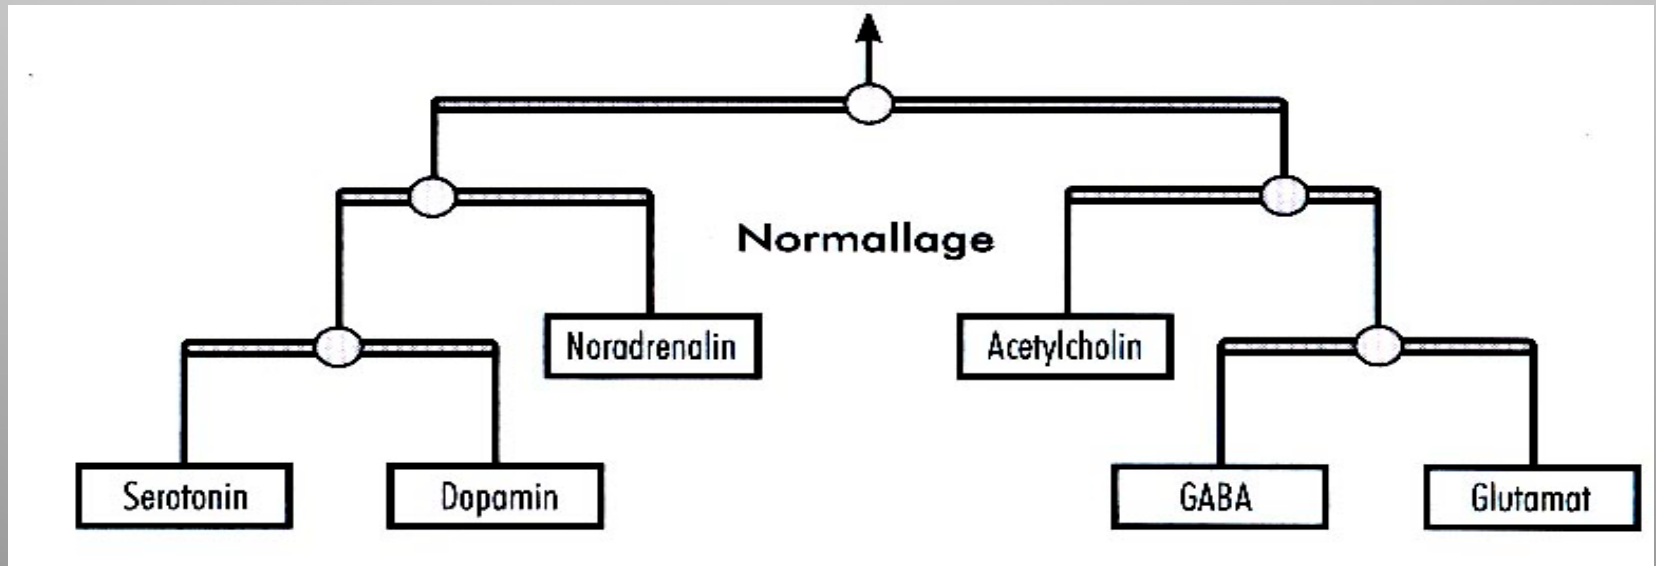 Normallage
Noradrenalin
Acetylcholin
Serotonin
Dopamin
GABA
Glutamat